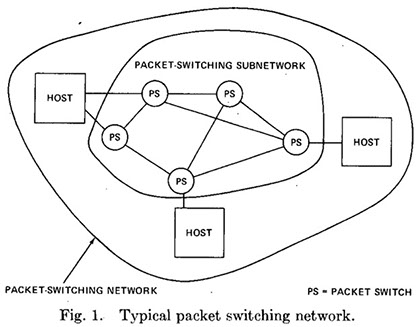 PACKET-SWITCHING SUBNETWORK
HOST
PS
PS
PS
PS
HOST
PS
HOST
PACKET-SWITCHING NETWORK
PS = PACKET SWITCH
Fig. 1. Typical packet switching network.